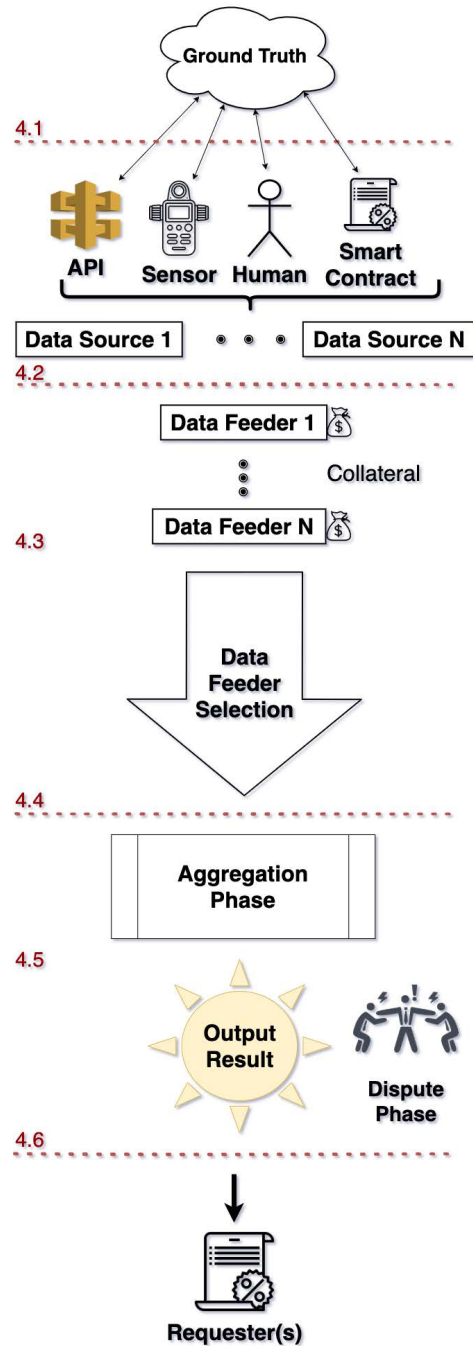 Ground Truth
4.1
API
Sensor
Human
Smart
Contract
Data Source 1
Data Source N
4.2
Data Feeder 1
$
Collateral
Data Feeder N
$
4.3
Data
Feeder
Selection
4.4
Aggregation
Phase
4.5
Output
Result
!
Dispute
Phase
4.6
%
Requester(s)